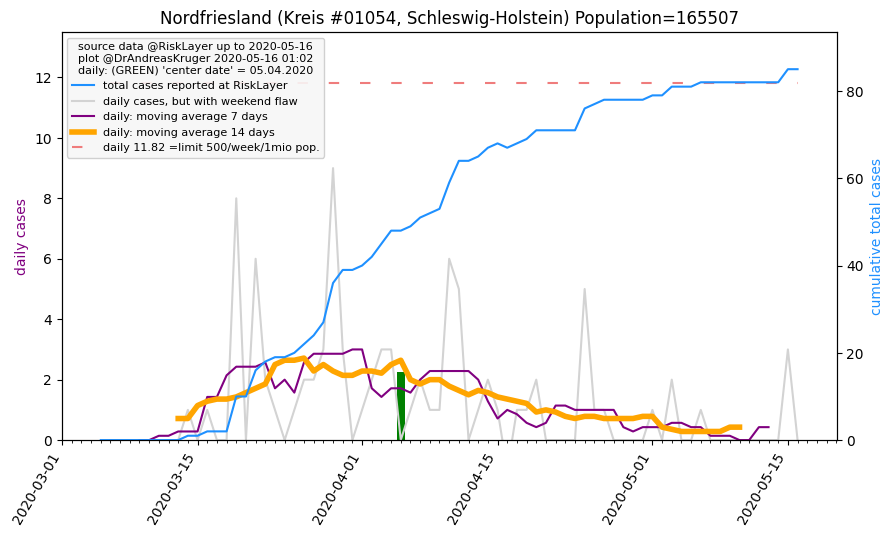 Nordfriesland (Kreis #01054, Schleswig-Holstein) Population=165507
source data @RiskLayer up to 2020-05-16
plot @DrAndreasKruger 2020-05-16 01:02
daily: (GREEN) 'center date' = 05.04.2020
total cases reported at RiskLayer
daily cases, but with weekend flaw
daily: moving average 7 days
daily: moving average 14 days
daily 11.82 =limit 500/week/1mio pop.
daily cases
12
10
8
6
4
2
0
80
60
40
20
0
cumulative total cases
2020-03-01
2020-03-15
2020-04-01
2020-04-15
2020-05-01
2020-05-15